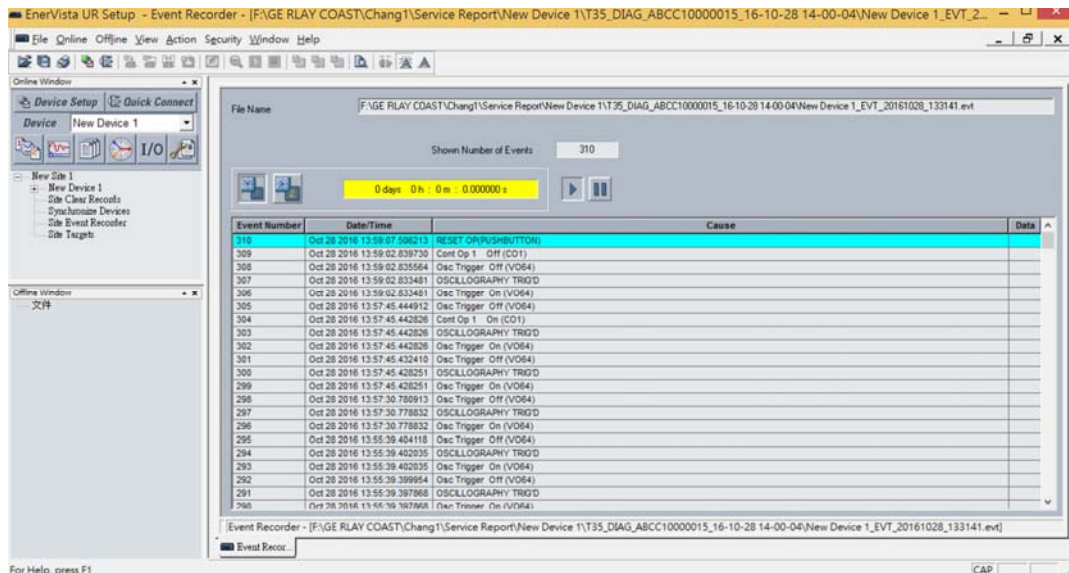 EnerVista UR Setup - Event Recorder - [F:\GE RLAY COAST\Chang1\Service Report\New Device 1\T35_DIAG_ABCC10000015_16-10-28 14-00-04\New Device 1_EVT_2...
File Online Offline View Action Security Window Help
Online Window
Device Setup Quick Connect
Device New Device 1
I/O
New Site 1
New Device 1
Site Clear Records
Synchronize Devices
Site Event Recorder
Site Targets
Offline Window
文件
File Name F:\GE RLAY COAST\Chang1\Service Report\New Device 1\T35_DIAG_ABCC10000015_16-10-28 14-00-04\New Device 1_EVT_20161028_133141.evt
Shown Number of Events 310
0 days 0 h : 0 m : 0.000000 s
Event Number Date/Time Cause Data
310 Oct 28 2016 13:59:07.506213 RESET OP(PUSHBUTTON)
309 Oct 28 2016 13:59:02.839730 Cont Op 1 Off (CO1)
308 Oct 28 2016 13:59:02.835564 Osc Trigger Off (VO64)
307 Oct 28 2016 13:59:02.833481 OSCILLOGRAPHY TRIG'D
306 Oct 28 2016 13:59:02.833481 Osc Trigger On (VO64)
305 Oct 28 2016 13:57:45.444912 Osc Trigger Off (VO64)
304 Oct 28 2016 13:57:45.442826 Cont Op 1 On (CO1)
303 Oct 28 2016 13:57:45.442826 OSCILLOGRAPHY TRIG'D
302 Oct 28 2016 13:57:45.442826 Osc Trigger On (VO64)
301 Oct 28 2016 13:57:45.432410 Osc Trigger Off (VO64)
300 Oct 28 2016 13:57:45.428251 OSCILLOGRAPHY TRIG'D
299 Oct 28 2016 13:57:45.428251 Osc Trigger On (VO64)
298 Oct 28 2016 13:57:30.780913 Osc Trigger Off (VO64)
297 Oct 28 2016 13:57:30.778832 OSCILLOGRAPHY TRIG'D
296 Oct 28 2016 13:57:30.778832 Osc Trigger On (VO64)
295 Oct 28 2016 13:55:39.404118 Osc Trigger Off (VO64)
294 Oct 28 2016 13:55:39.402035 OSCILLOGRAPHY TRIG'D
293 Oct 28 2016 13:55:39.402035 Osc Trigger On (VO64)
292 Oct 28 2016 13:55:39.399954 Osc Trigger Off (VO64)
291 Oct 28 2016 13:55:39.397868 OSCILLOGRAPHY TRIG'D
290 Oct 28 2016 13:55:39.397868 Osc Trigger On (VO64)
Event Recorder - [F:\GE RLAY COAST\Chang1\Service Report\New Device 1\T35_DIAG_ABCC10000015_16-10-28 14-00-04\New Device 1_EVT_20161028_133141.evt]
Event Recor...
For Help, press F1
CAP